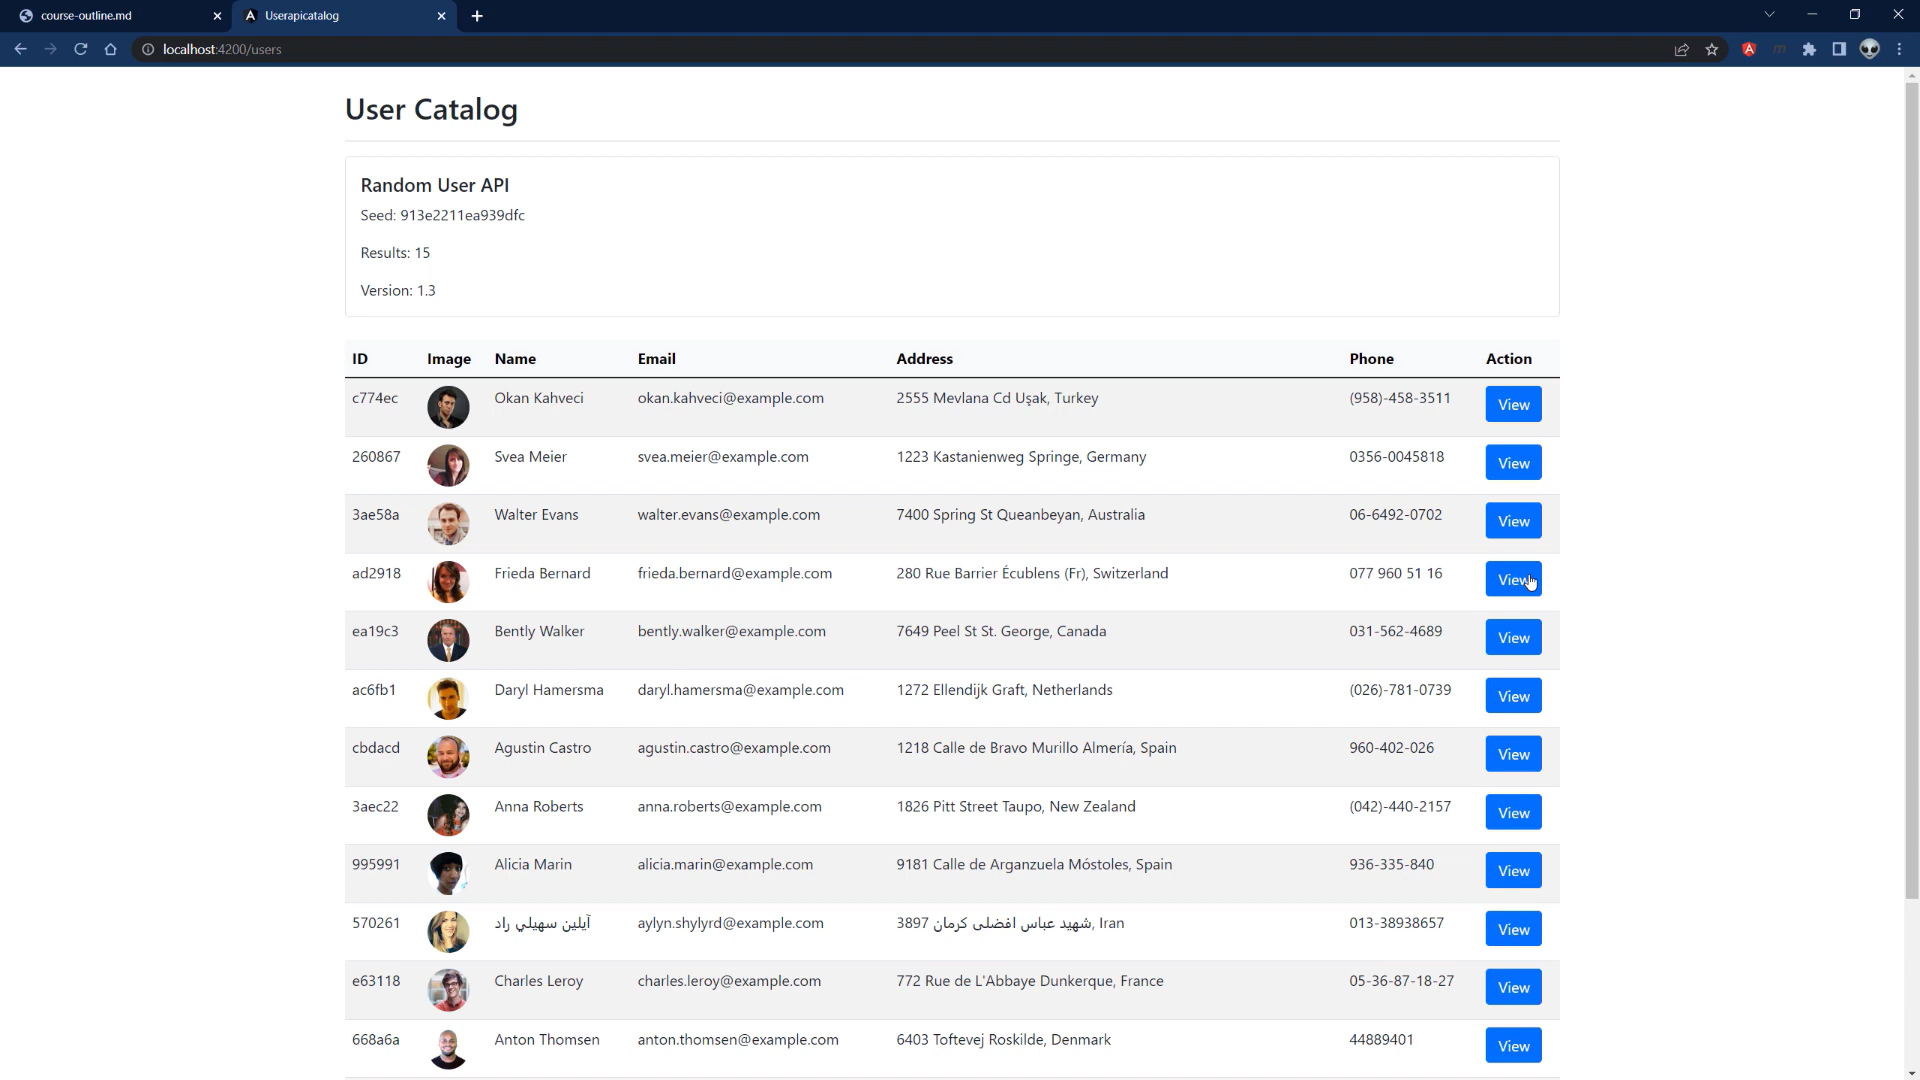 course-outline.md
Userapicatalog
localhost:4200/users
User Catalog
Random User API
Seed: 913e2211ea939dfc
Results: 15
Version: 1.3
ID Image Name Email Address Phone Action
c774ec Okan Kahveci okan.kahveci@example.com 2555 Mevlana Cd Uşak, Turkey (958)-458-3511 View
260867 Svea Meier svea.meier@example.com 1223 Kastanienweg Springe, Germany 0356-0045818 View
3ae58a Walter Evans walter.evans@example.com 7400 Spring St Queanbeyan, Australia 06-6492-0702 View
ad2918 Frieda Bernard frieda.bernard@example.com 280 Rue Barrier Écublens (Fr), Switzerland 077 960 51 16 View
ea19c3 Bently Walker bently.walker@example.com 7649 Peel St St. George, Canada 031-562-4689 View
ac6fb1 Daryl Hamersma daryl.hamersma@example.com 1272 Ellendijk Graft, Netherlands (026)-781-0739 View
cbdacd Agustin Castro agustin.castro@example.com 1218 Calle de Bravo Murillo Almería, Spain 960-402-026 View
3aec22 Anna Roberts anna.roberts@example.com 1826 Pitt Street Taupo, New Zealand (042)-440-2157 View
995991 Alicia Marin alicia.marin@example.com 9181 Calle de Arganzuela Móstoles, Spain 936-335-840 View
570261 آیلین سهيلي راد aylyn.shylyrd@example.com 3897 شهید عباس افضلی کرمان, Iran 013-38938657 View
e63118 Charles Leroy charles.leroy@example.com 772 Rue de L'Abbaye Dunkerque, France 05-36-87-18-27 View
668a6a Anton Thomsen anton.thomsen@example.com 6403 Toftevej Roskilde, Denmark 44889401 View